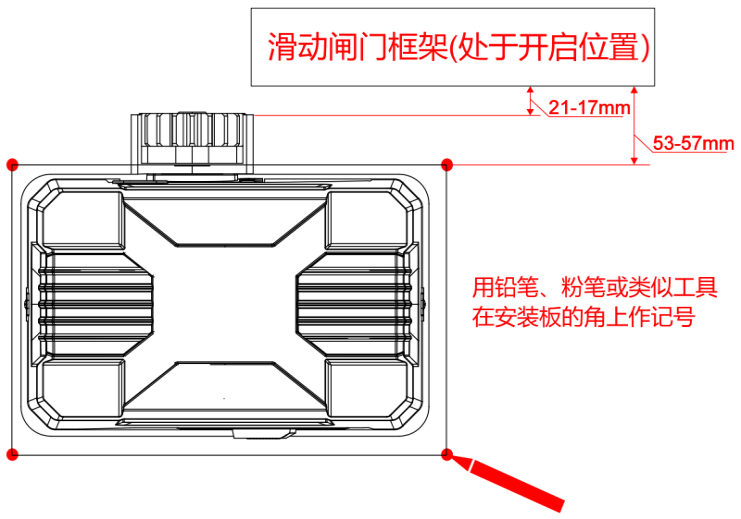 滑动闸门框架(处于开启位置)
21-17mm
53-57mm
用铅笔、粉笔或类似工具
在安装板的角上作记号